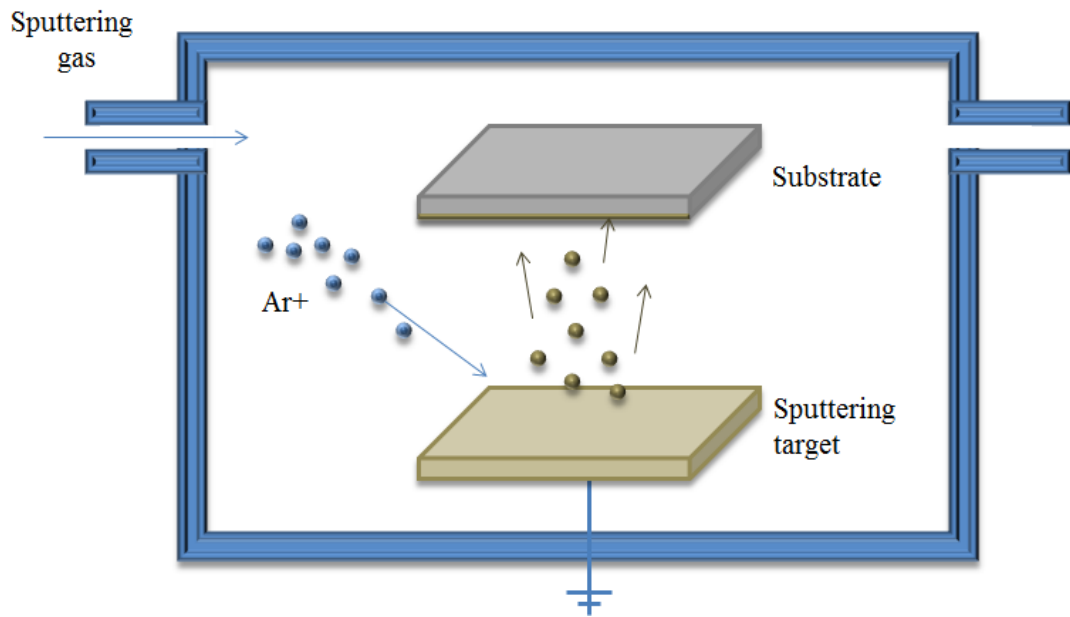 Sputtering
gas
Substrate
Ar+
Sputtering
target